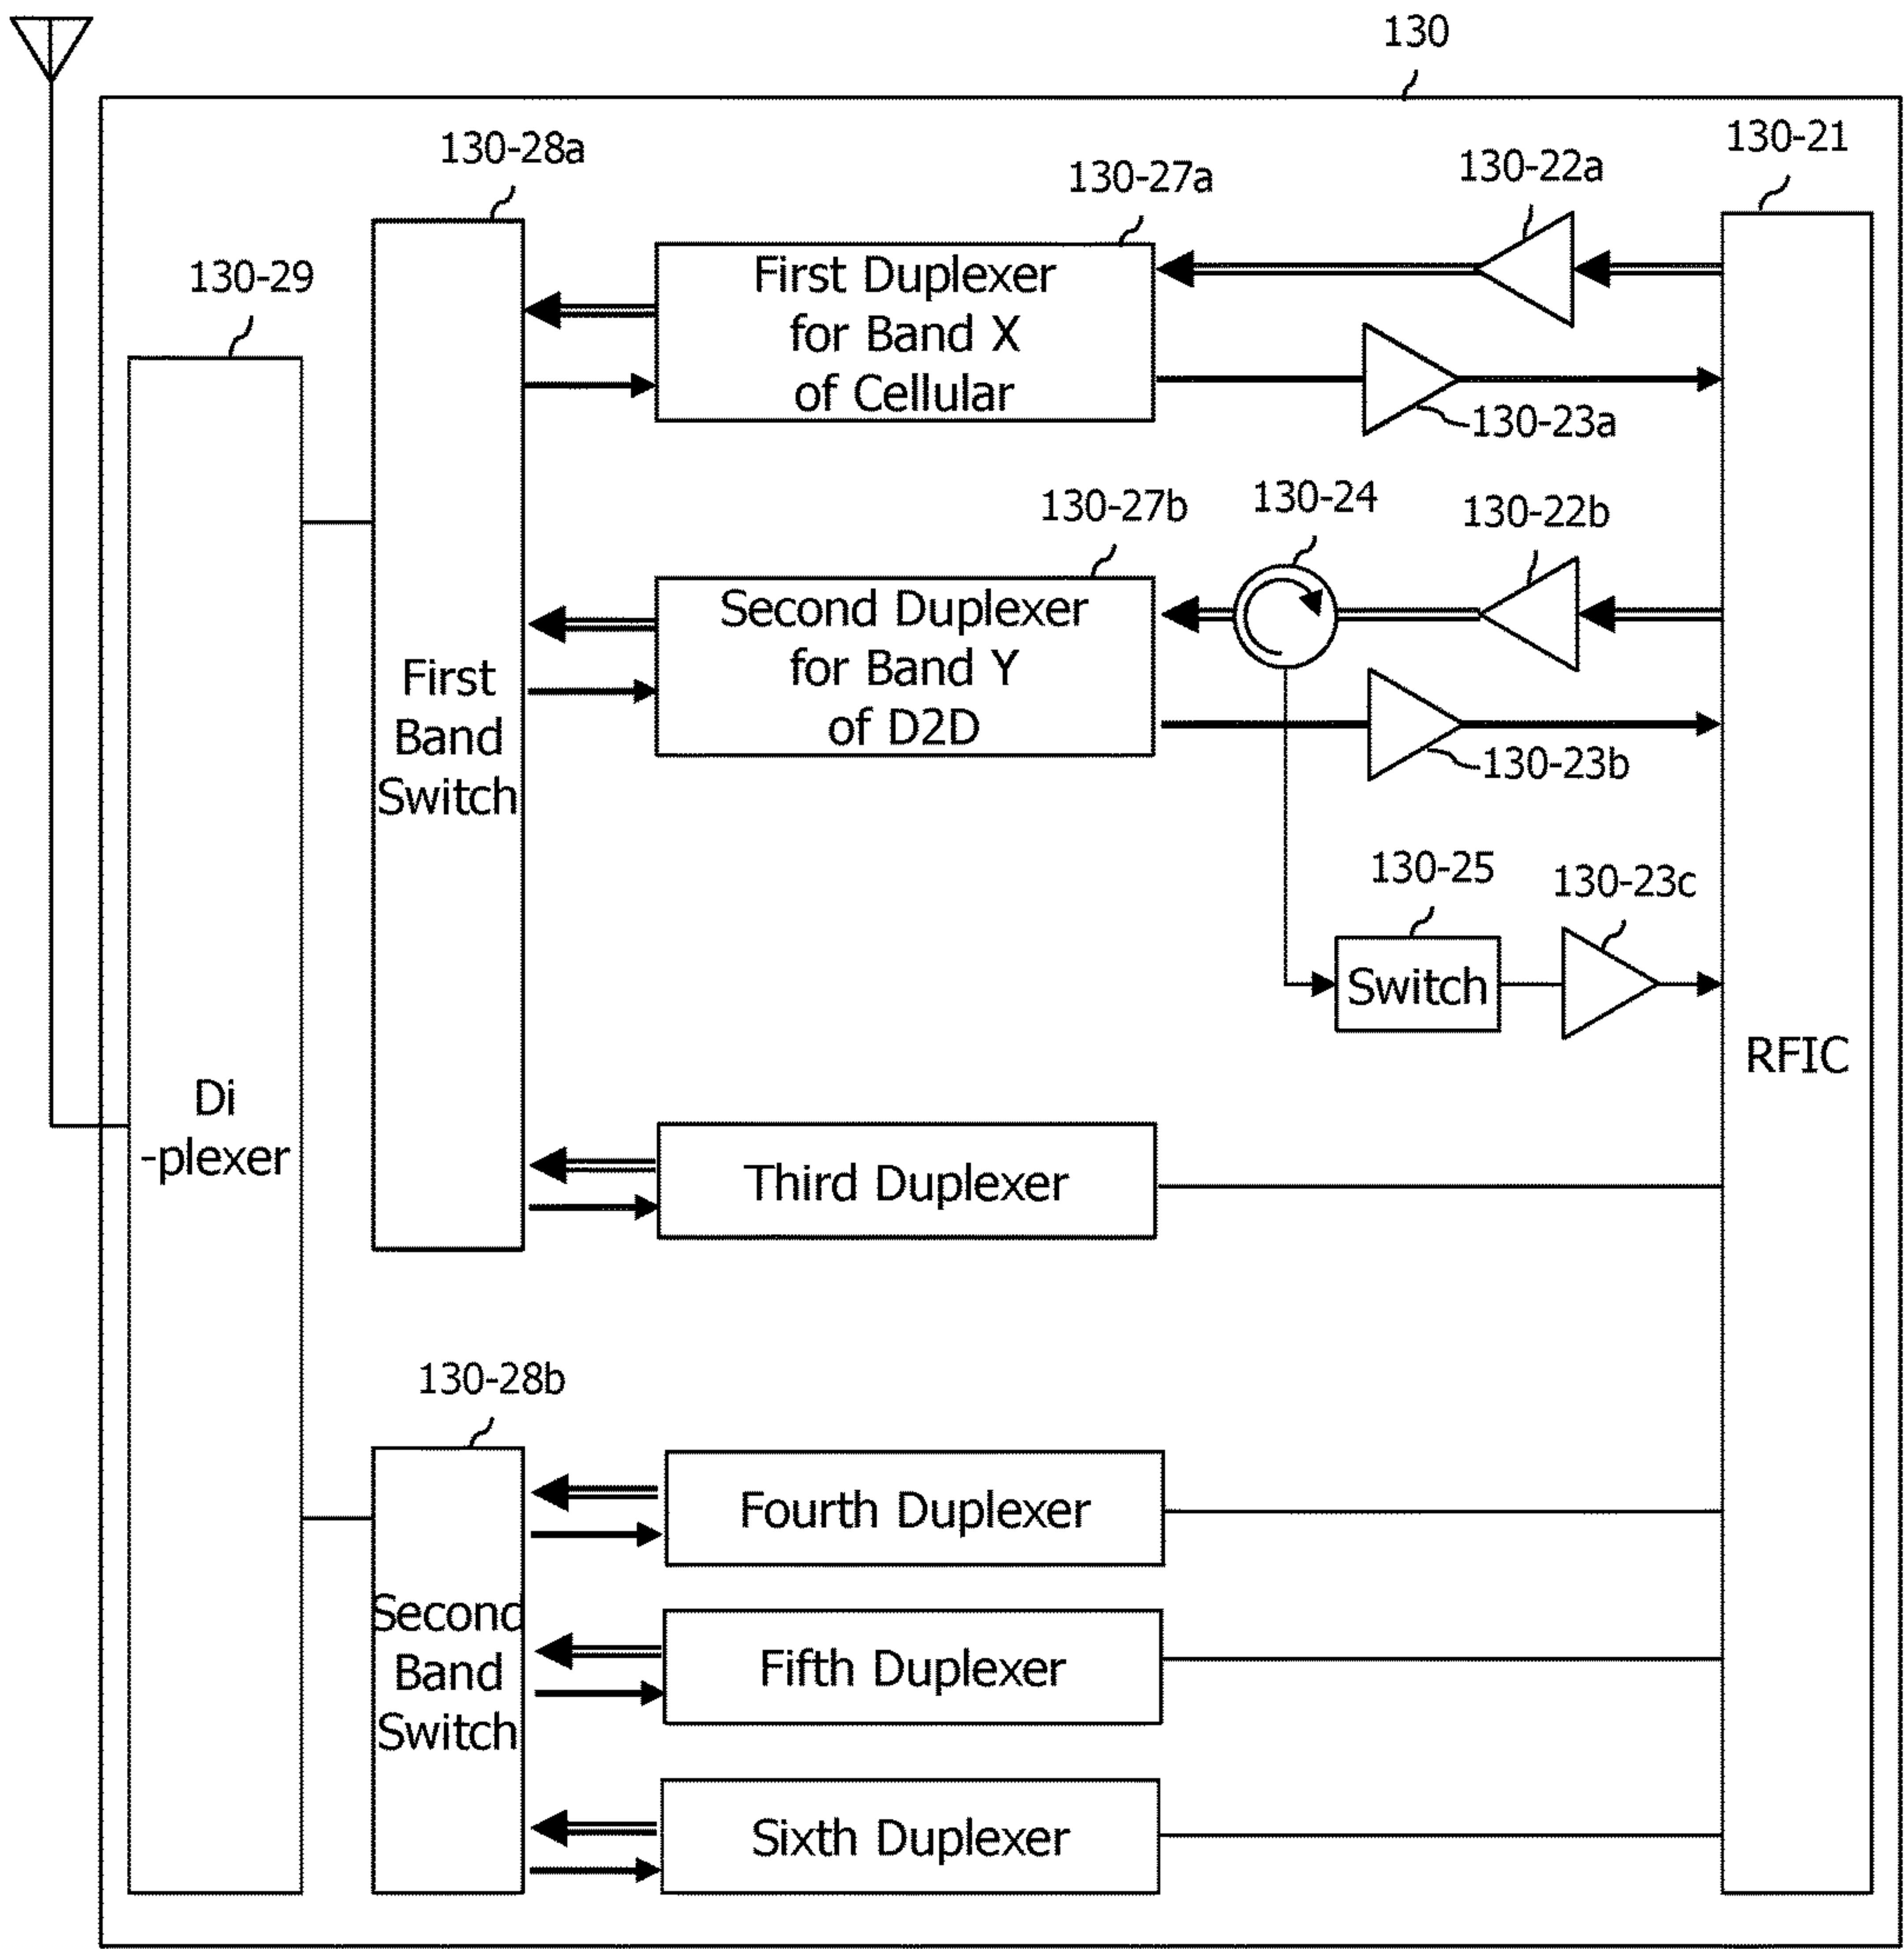 130
130-28a
130-27a
130-22a
130-21
130-29
First Duplexer
for Band X
of Cellular
130-23a
130-27b
130-24
130-22b
Second Duplexer
for Band Y
of D2D
130-23b
First
Band
Switch
130-25
130-23c
Switch
RFIC
Di
-plexer
Third Duplexer
130-28b
Fourth Duplexer
Second
Band
Switch
Fifth Duplexer
Sixth Duplexer